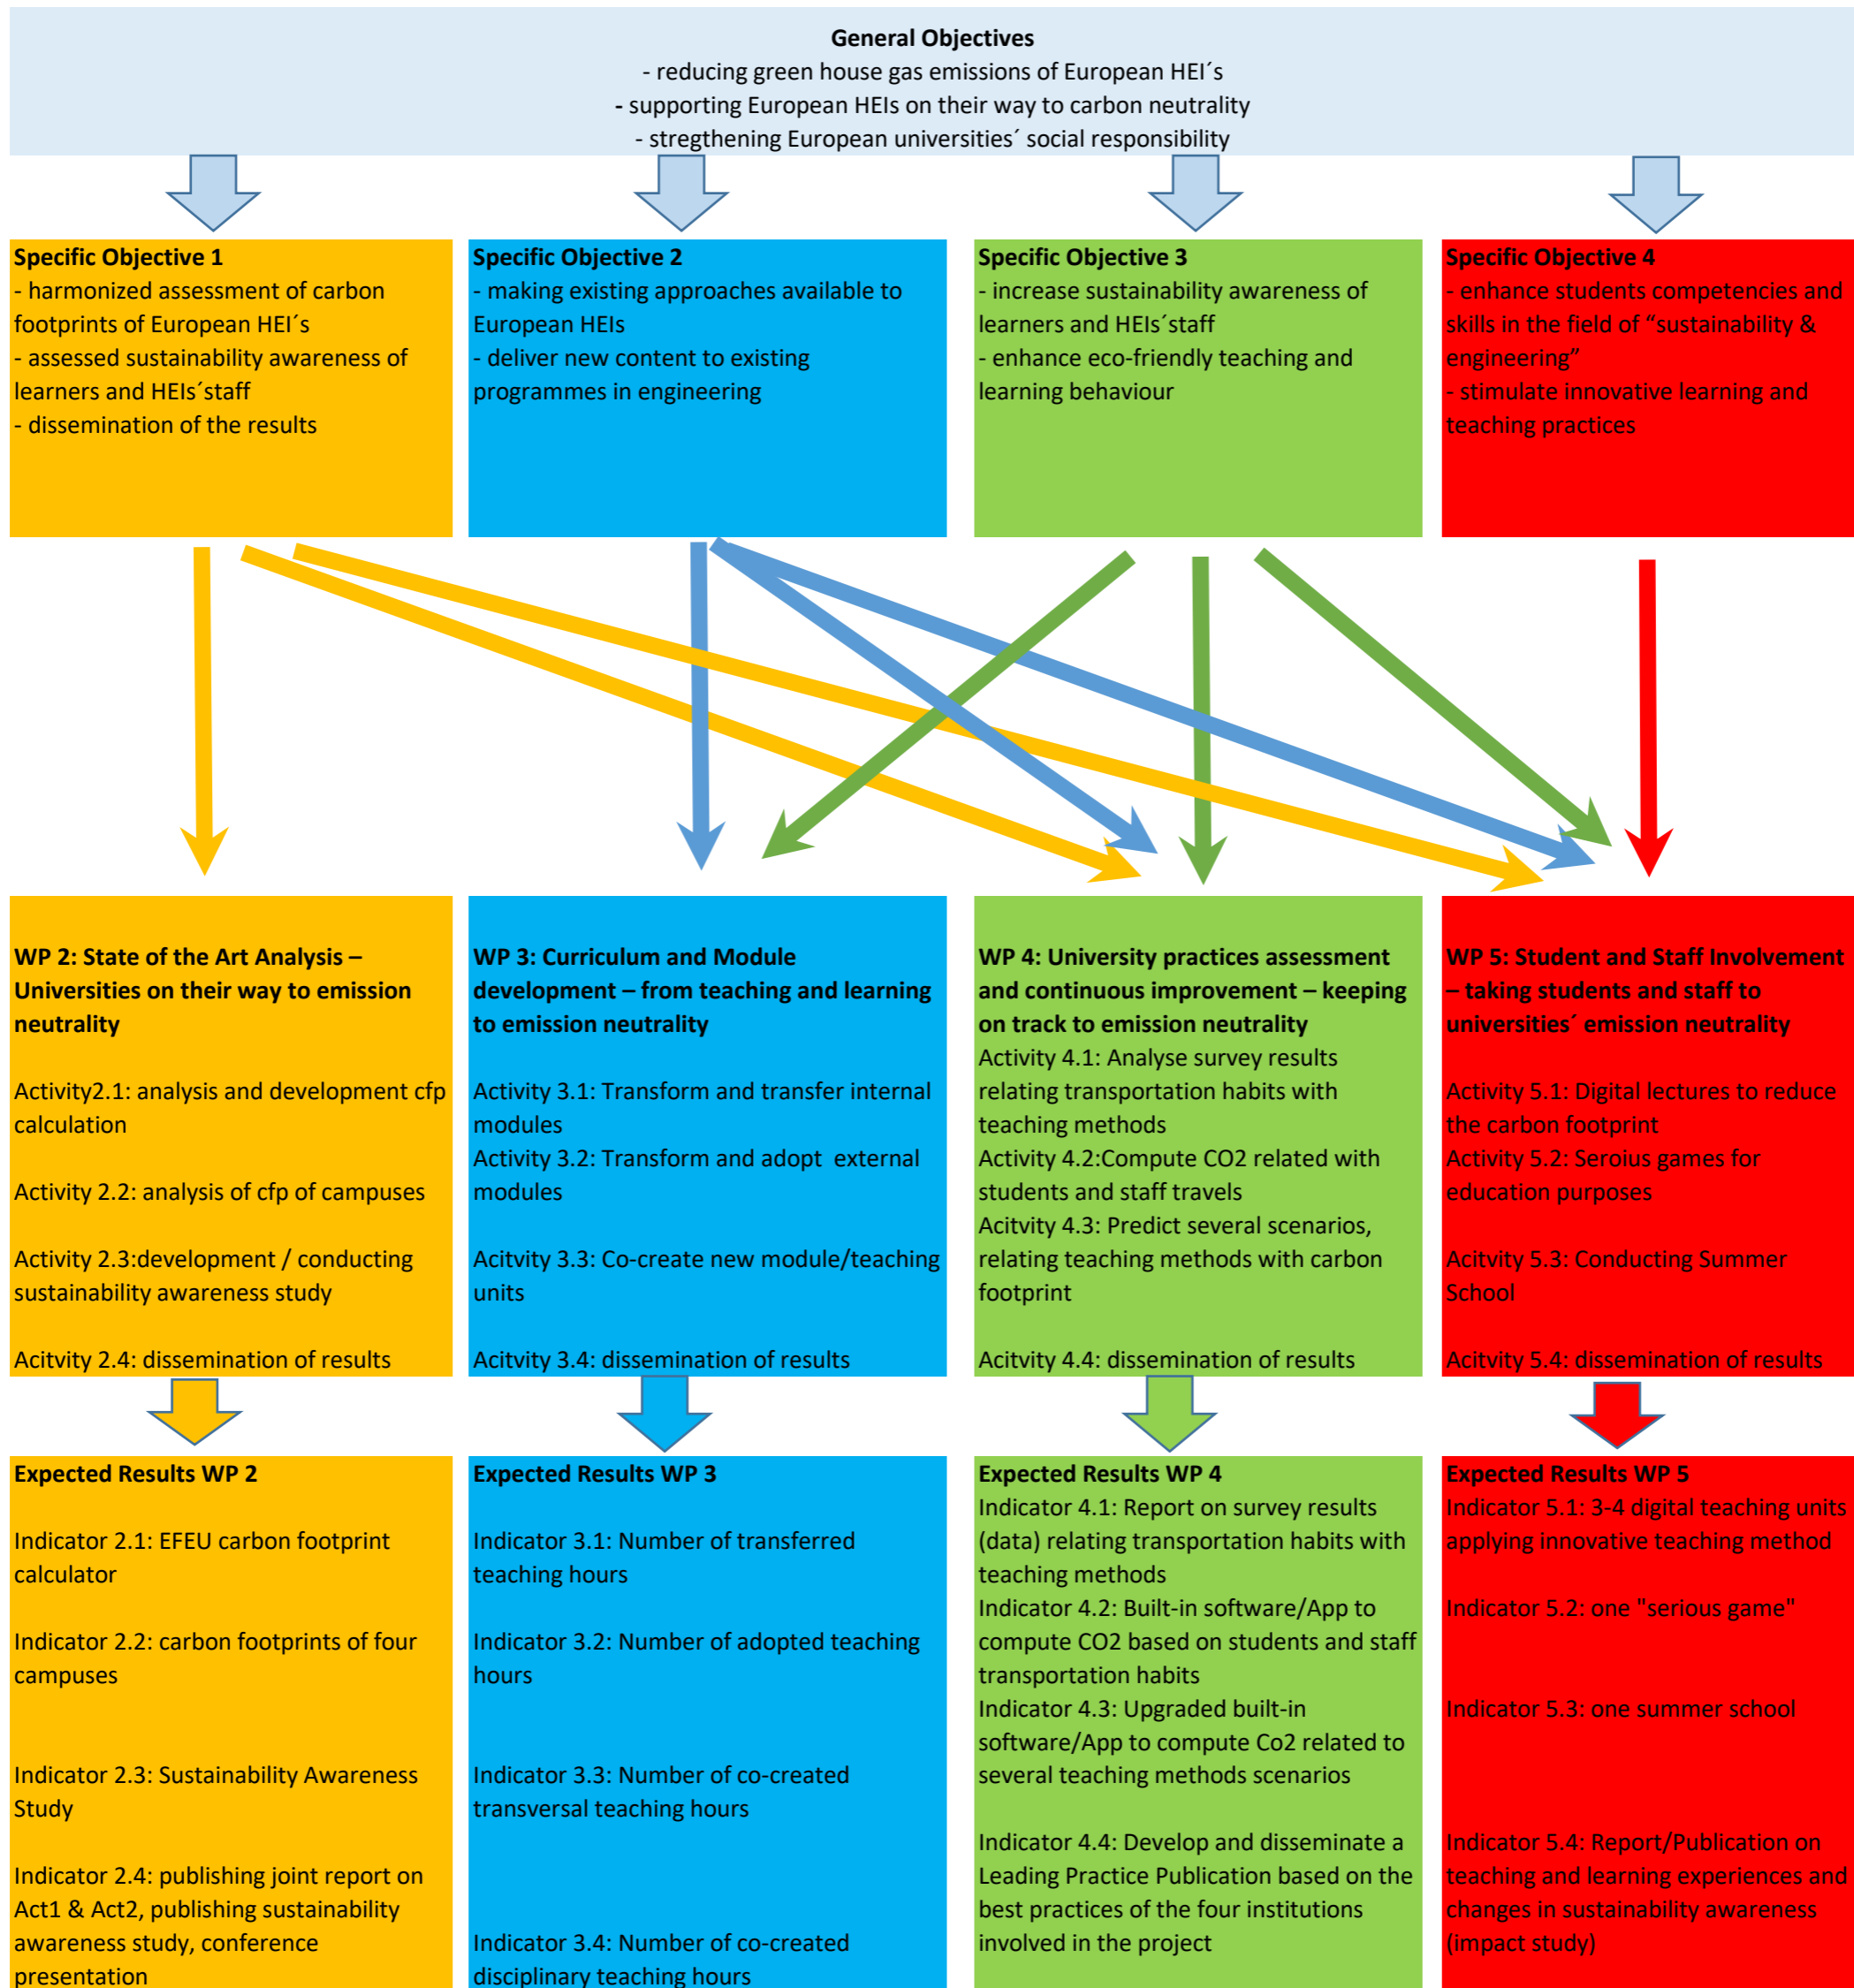 General Objectives
- reducing green house gas emissions of European HEI´s
- supporting European HEIs on their way to carbon neutrality
- stregthening European universities´ social responsibility
Specific Objective 1
- harmonized assessment of carbon
footprints of European HEI´s
- assessed sustainability awareness of
learners and HEIs´staff
- dissemination of the results
Specific Objective 2
- making existing approaches available to
European HEIs
- deliver new content to existing
programmes in engineering
Specific Objective 3
- increase sustainability awareness of
learners and HEIs´staff
- enhance eco-friendly teaching and
learning behaviour
Specific Objective 4
- enhance students competencies and
skills in the field of “sustainability &
engineering”
- stimulate innovative learning and
teaching practices
WP 2: State of the Art Analysis –
Universities on their way to emission
neutrality
Activity2.1: analysis and development cfp
calculation
Activity 2.2: analysis of cfp of campuses
Activity 2.3:development / conducting
sustainability awareness study
Acitvity 2.4: dissemination of results
WP 3: Curriculum and Module
development – from teaching and learning
to emission neutrality
Activity 3.1: Transform and transfer internal
modules
Activity 3.2: Transform and adopt  external
modules
Acitvity 3.3: Co-create new module/teaching
units
Acitvity 3.4: dissemination of results
WP 4: University practices assessment
and continuous improvement – keeping
on track to emission neutrality
Activity 4.1: Analyse survey results
relating transportation habits with
teaching methods
Activity 4.2:Compute CO2 related with
students and staff travels
Acitvity 4.3: Predict several scenarios,
relating teaching methods with carbon
footprint
Acitvity 4.4: dissemination of results
WP 5: Student and Staff Involvement
– taking students and staff to
universities´ emission neutrality
Activity 5.1: Digital lectures to reduce
the carbon footprint
Activity 5.2: Seroius games for
education purposes
Acitvity 5.3: Conducting Summer
School
Acitvity 5.4: dissemination of results
Expected Results WP 2
Indicator 2.1: EFEU carbon footprint
calculator
Indicator 2.2: carbon footprints of four
campuses
Indicator 2.3: Sustainability Awareness
Study
Indicator 2.4: publishing joint report on
Act1 & Act2, publishing sustainability
awareness study, conference
presentation
Expected Results WP 3
Indicator 3.1: Number of transferred
teaching hours
Indicator 3.2: Number of adopted teaching
hours
Indicator 3.3: Number of co-created
transversal teaching hours
Indicator 3.4: Number of co-created
disciplinary teaching hours
Expected Results WP 4
Indicator 4.1: Report on survey results
(data) relating transportation habits with
teaching methods
Indicator 4.2: Built-in software/App to
compute CO2 based on students and staff
transportation habits
Indicator 4.3: Upgraded built-in
software/App to compute Co2 related to
several teaching methods scenarios
Indicator 4.4: Develop and disseminate a
Leading Practice Publication based on the
best practices of the four institutions
involved in the project
Expected Results WP 5
Indicator 5.1: 3-4 digital teaching units
applying innovative teaching method
Indicator 5.2: one "serious game"
Indicator 5.3: one summer school
Indicator 5.4: Report/Publication on
teaching and learning experiences and
changes in sustainability awareness
(impact study)